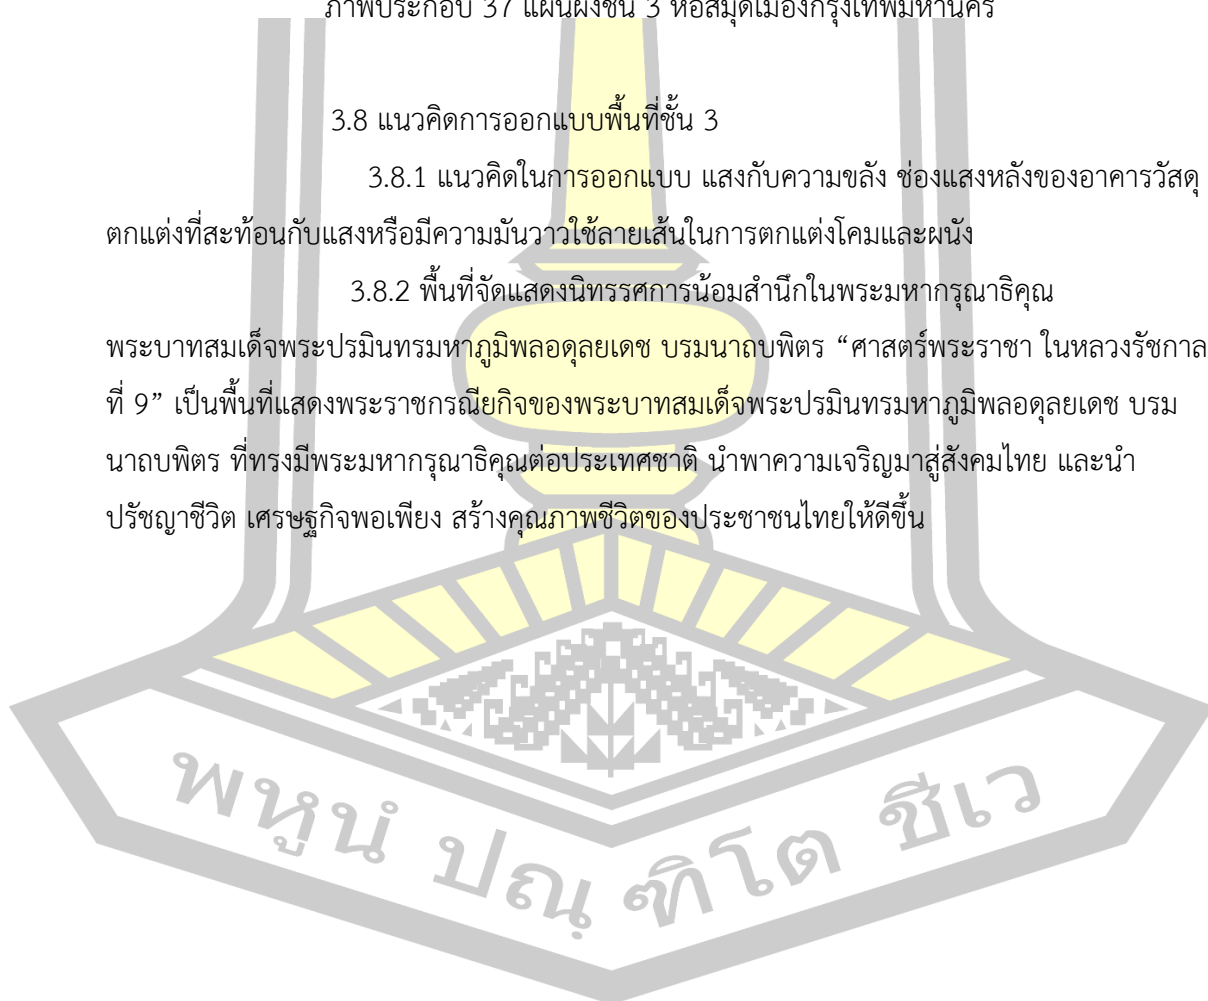 ภาพประกอบ 37 แผนผังชั้น 3 หอสมุดเมืองกรุงเทพมหานคร
3.8 แนวคิดการออกแบบพื้นที่ชั้น 3
3.8.1 แนวคิดในการออกแบบ แสงกับความขลัง ช่องแสงหลังของอาคารวัสดุ
ตกแต่งที่สะท้อนกับแสงหรือมีความมันวาวใช้ลายเส้นในการตกแต่งโคมและผนัง
3.8.2 พื้นที่จัดแสดงนิทรรศการน้อมสำนึกในพระมหากรุณาธิคุณ
พระบาทสมเด็จพระปรมินทรมหาภูมิพลอดุลยเดช บรมนาถบพิตร “ศาสตร์พระราชา ในหลวงรัชกาล
ที่ 9” เป็นพื้นที่แสดงพระราชกรณียกิจของพระบาทสมเด็จพระปรมินทรมหาภูมิพลอดุลยเดช บรม
นาถบพิตร ที่ทรงมีพระมหากรุณาธิคุณต่อประเทศชาติ นำพาความเจริญมาสู่สังคมไทย และนำ
ปรัชญาชีวิต เศรษฐกิจพอเพียง สร้างคุณภาพชีวิตของประชาชนไทยให้ดีขึ้น
พหูนํ ปณฺฑิโต ชีเว